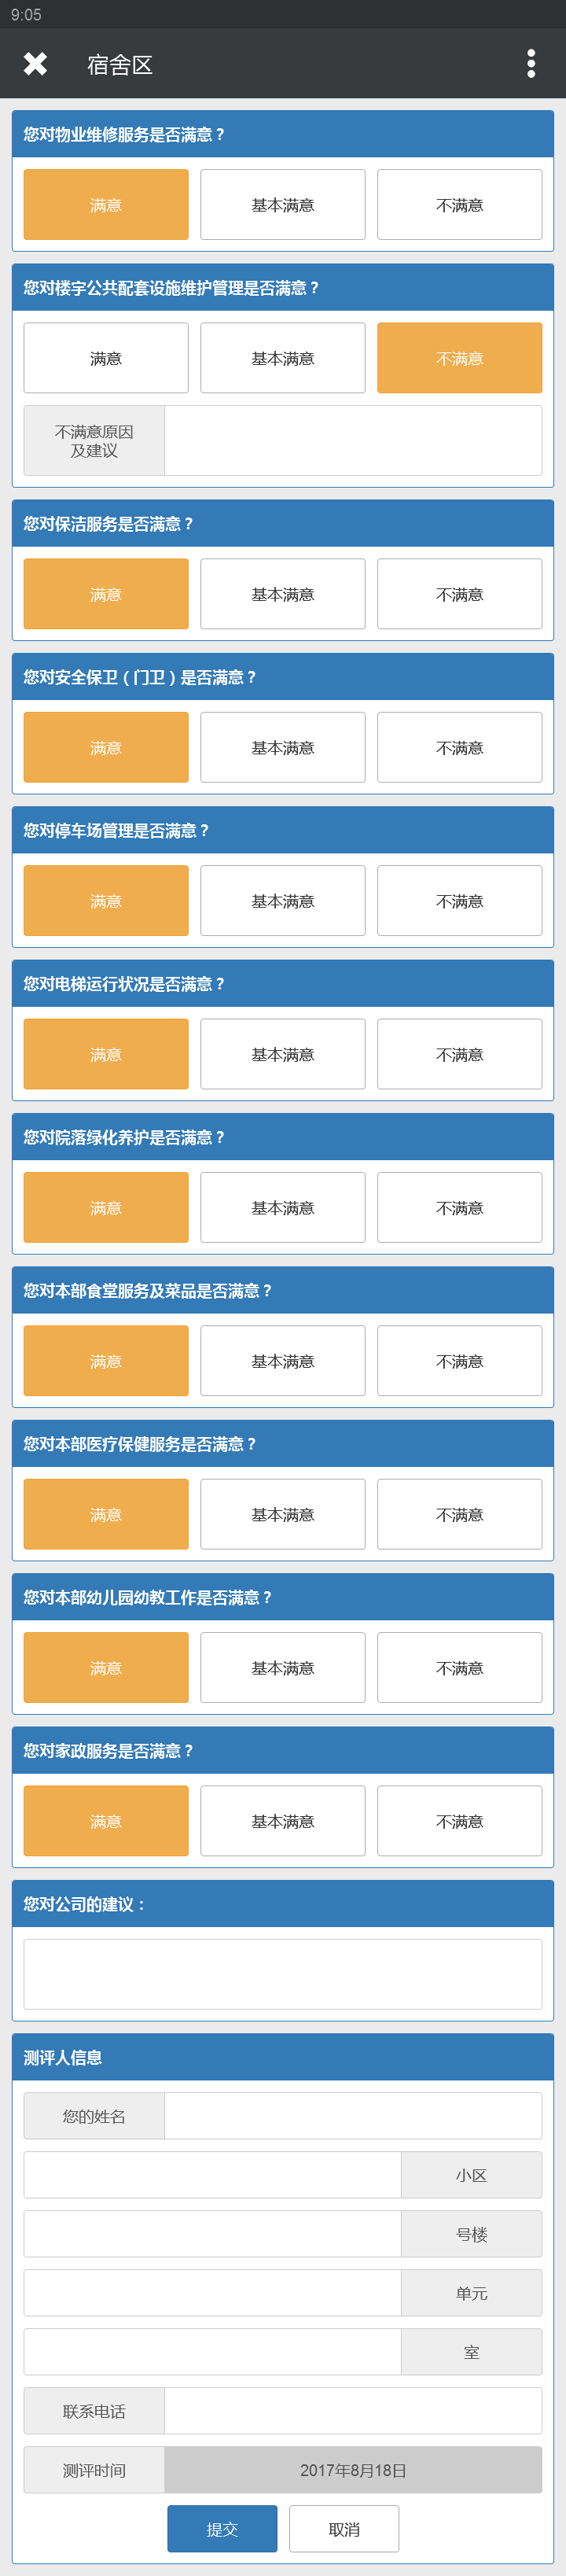 9:05
宿舍区
您对物业维修服务是否满意？
满意 基本满意 不满意
您对楼宇公共配套设施维护管理是否满意？
满意 基本满意 不满意
不满意原因
及建议
您对保洁服务是否满意？
满意 基本满意 不满意
您对安全保卫（门卫）是否满意？
满意 基本满意 不满意
您对停车场管理是否满意？
满意 基本满意 不满意
您对电梯运行状况是否满意？
满意 基本满意 不满意
您对院落绿化养护是否满意？
满意 基本满意 不满意
您对本部食堂服务及菜品是否满意？
满意 基本满意 不满意
您对本部医疗保健服务是否满意？
满意 基本满意 不满意
您对本部幼儿园幼教工作是否满意？
满意 基本满意 不满意
您对家政服务是否满意？
满意 基本满意 不满意
您对公司的建议：
测评人信息
您的姓名
小区
号楼
单元
室
联系电话
测评时间 2017年8月18日
提交 取消